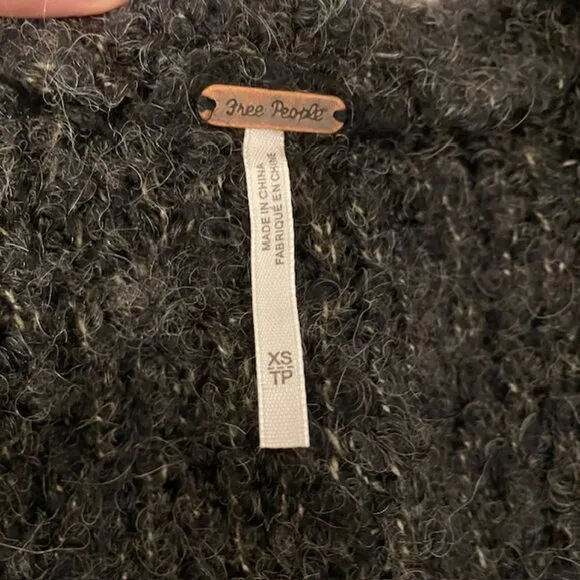 Free People
MADE IN CHINA
FABRIQUÉ EN CHINE
XS
TP